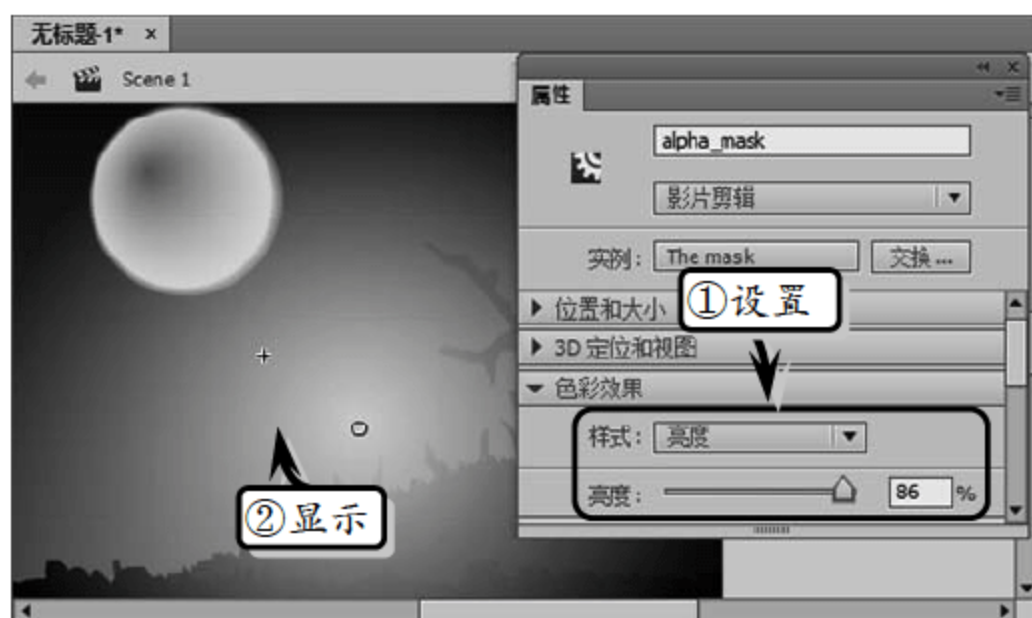 无标题-1* ×
Scene 1
属性
alpha_mask
影片剪辑
实例: The mask 交换...
①设置
位置和大小
3D 定位和视图
色彩效果
样式: 亮度
亮度: 86 %
②显示